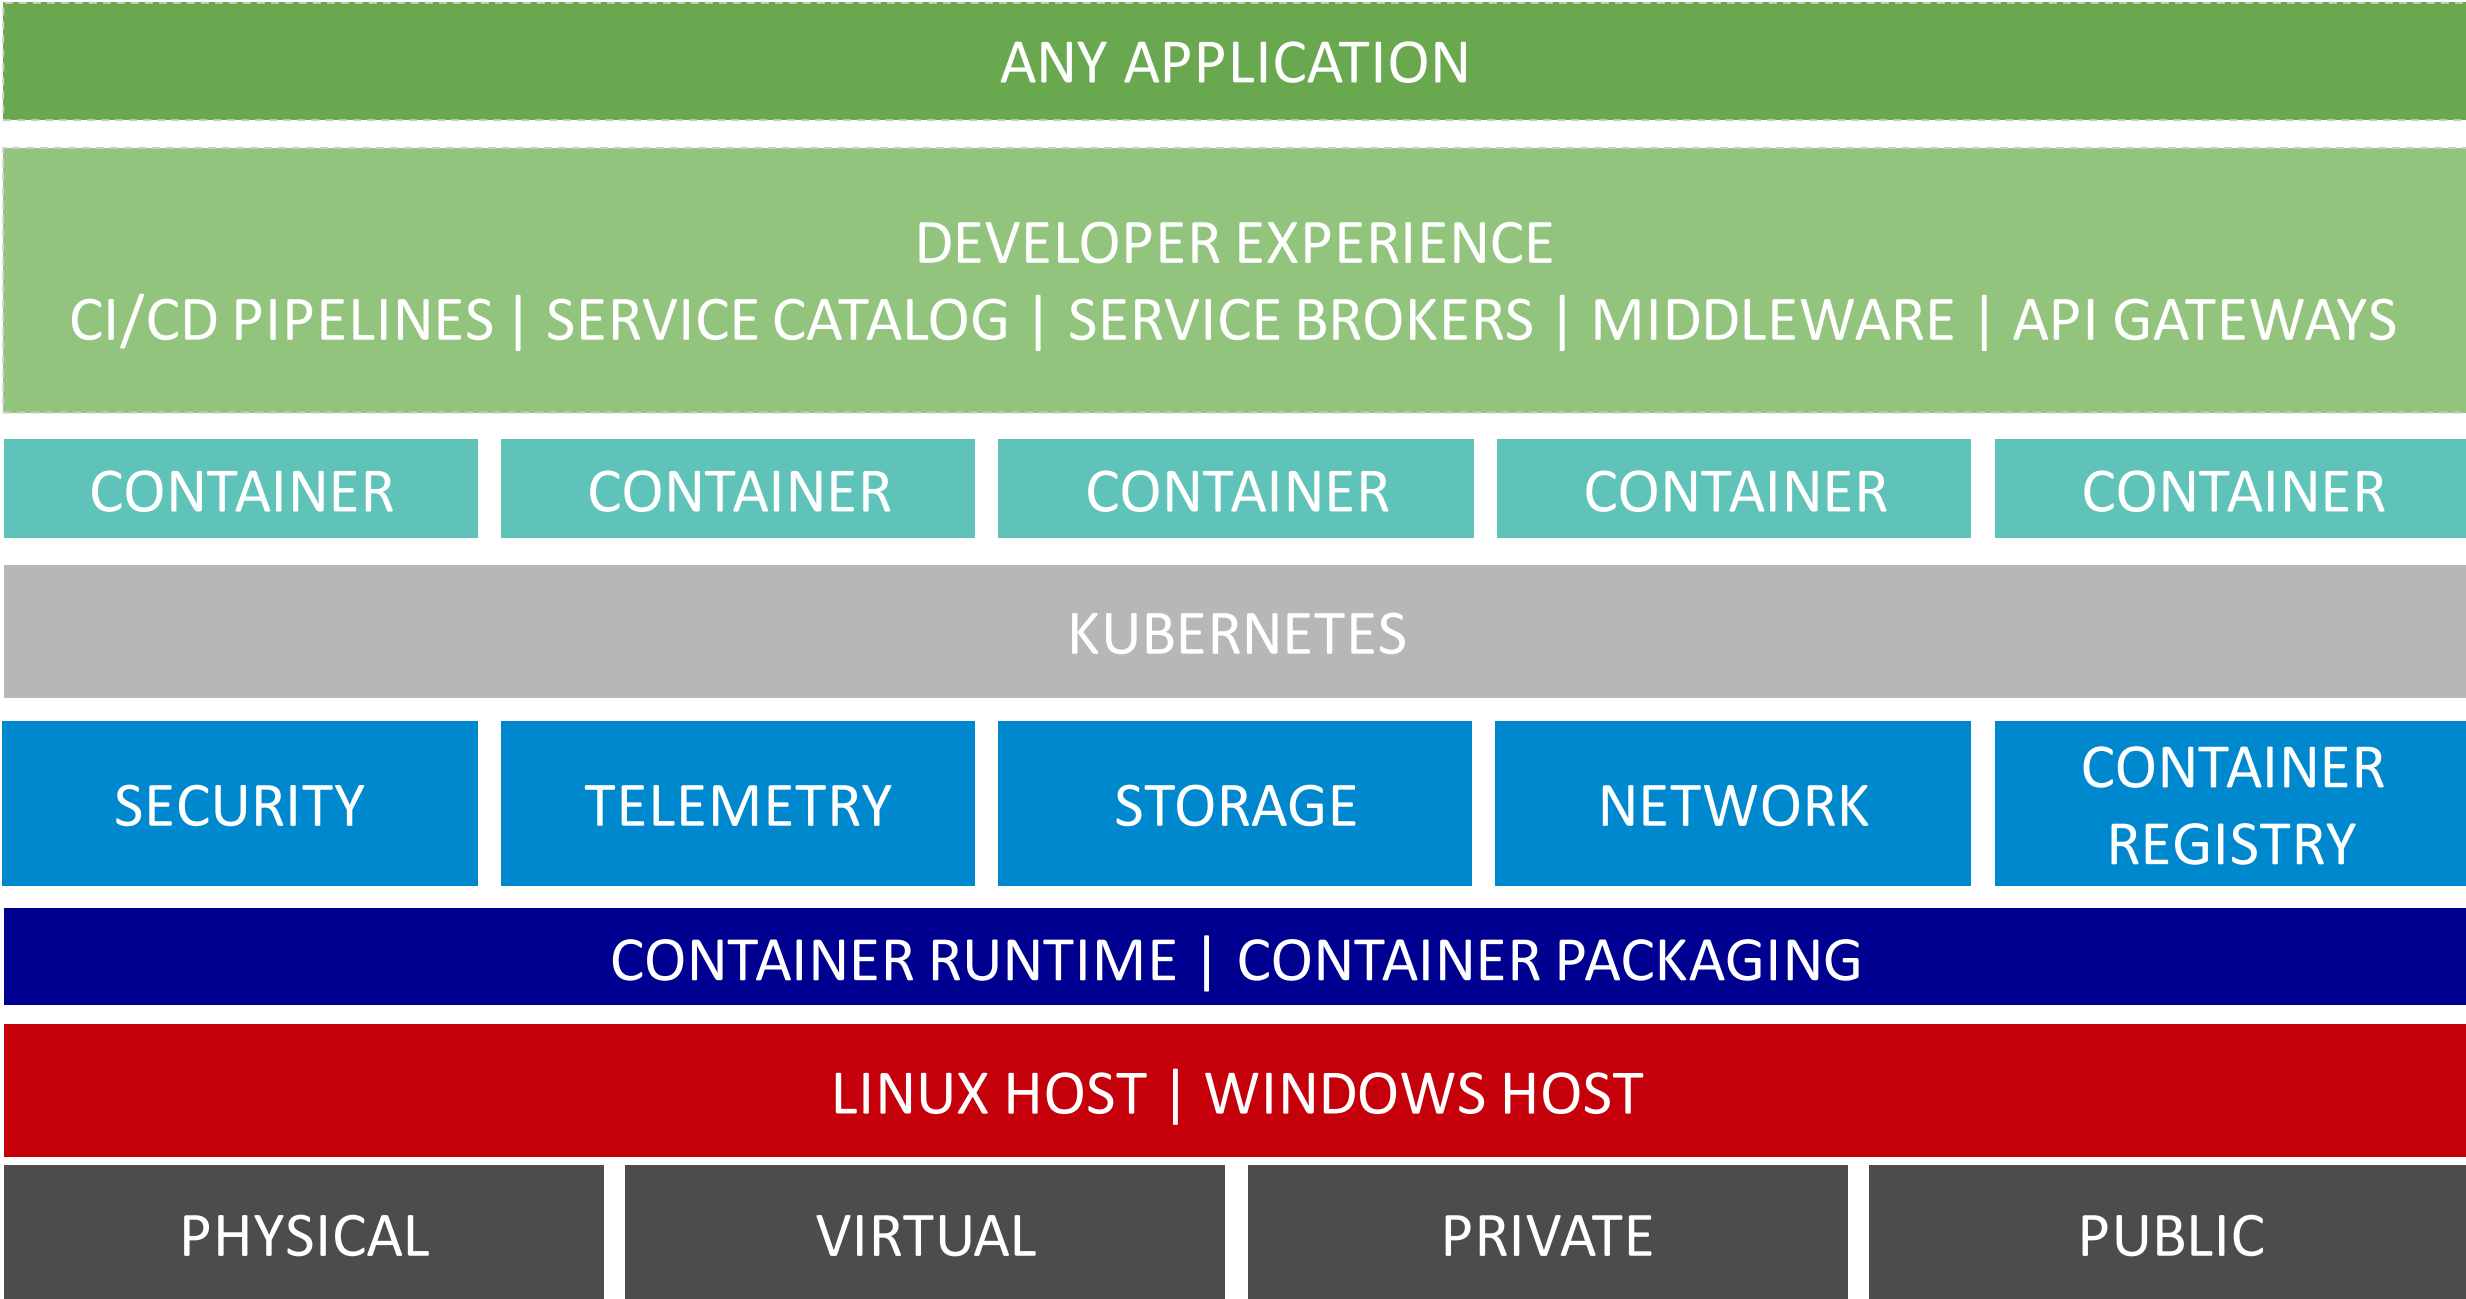 ANY APPLICATION
DEVELOPER EXPERIENCE
CI/CD PIPELINES | SERVICE CATALOG | SERVICE BROKERS | MIDDLEWARE | API GATEWAYS
CONTAINER CONTAINER CONTAINER CONTAINER CONTAINER
KUBERNETES
SECURITY
TELEMETRY
STORAGE
NETWORK
CONTAINER
REGISTRY
CONTAINER RUNTIME | CONTAINER PACKAGING
LINUX HOST | WINDOWS HOST
PHYSICAL VIRTUAL PRIVATE PUBLIC